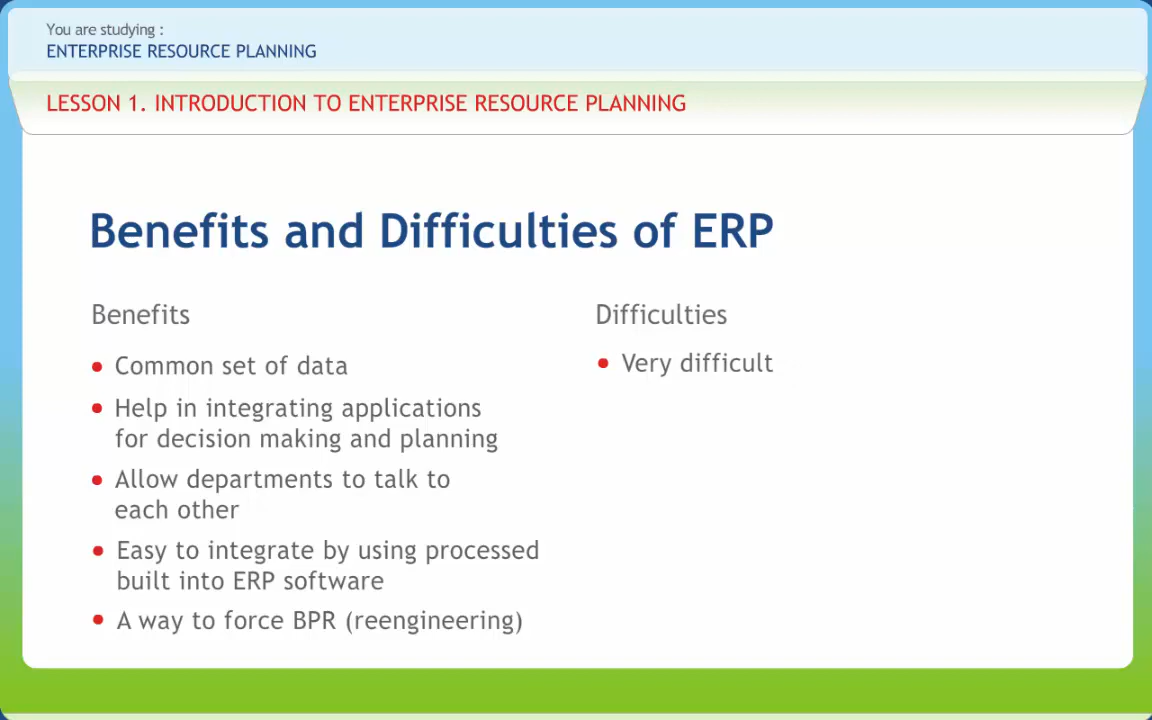 You are studying :
ENTERPRISE RESOURCE PLANNING
LESSON 1. INTRODUCTION TO ENTERPRISE RESOURCE PLANNING
Benefits and Difficulties of ERP
Benefits
• Common set of data
• Help in integrating applications
for decision making and planning
• Allow departments to talk to
each other
• Easy to integrate by using processed
built into ERP software
• A way to force BPR (reengineering)
Difficulties
• Very difficult